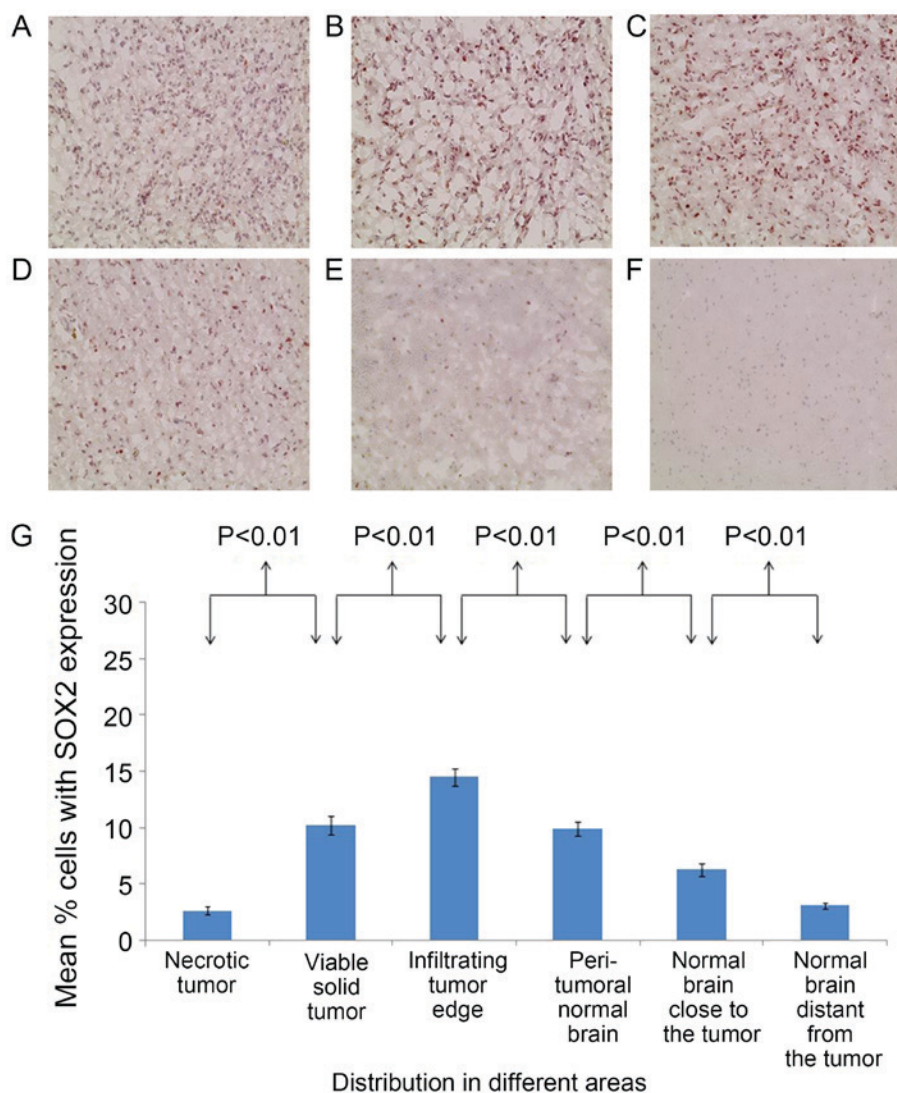 A
B
C
D
E
F
G
P<0.01 P<0.01 P<0.01 P<0.01 P<0.01
Mean % cells with SOX2 expression
30
25
20
15
10
5
0
Necrotic
tumor
Viable
solid
tumor
Infiltrating
tumor
edge
Peri-
tumoral
normal
brain
Normal
brain
close to
the tumor
Normal
brain
distant
from
the tumor
Distribution in different areas